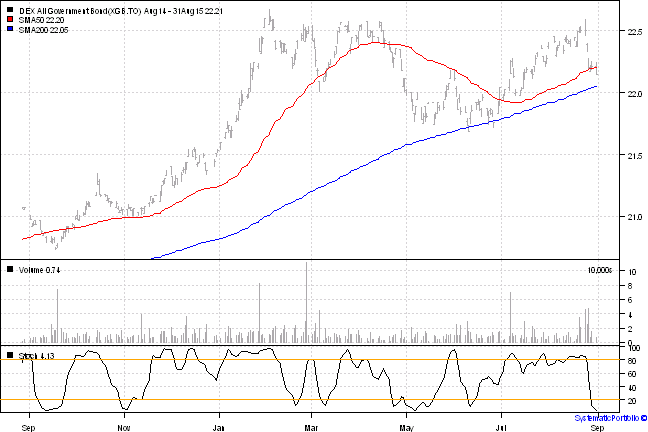 DEX All Government Bond(XGB.TO) Aug14 - 31Aug15 22.21
SMA50 22.20
SMA200 22.05
22.5
22.0
21.5
21.0
Volume 0.74
10,000s
10
8
6
4
2
0
Stoch 4.13
100
80
60
40
20
Sep Nov Jan Mar May Jul Sep
SystematicPortfolio ©